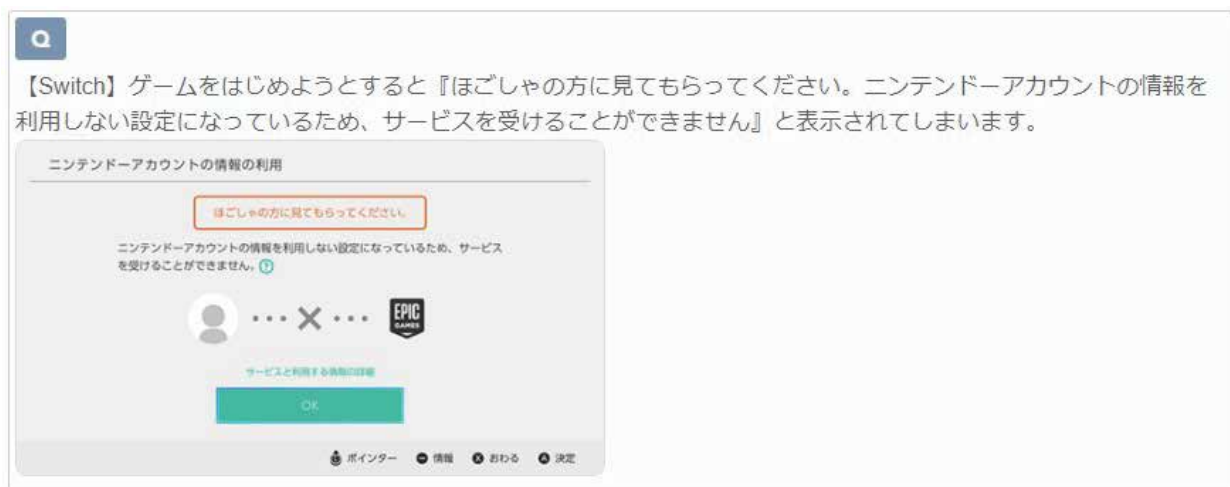 Q
【Switch】ゲームをはじめようとすると『ほごしゃの方に見てもらってください。ニンテンドーアカウントの情報を
利用しない設定になっているため、サービスを受けることができません』と表示されてしまいます。
ニンテンドーアカウントの情報の利用
ほごしゃの方に見てもらってください。
ニンテンドーアカウントの情報を利用しない設定になっているため、サービス
を受けることができません。?
EPIC
GAMES
サービスと利用する情報の詳細
OK
ポインター 情報 おわる 決定